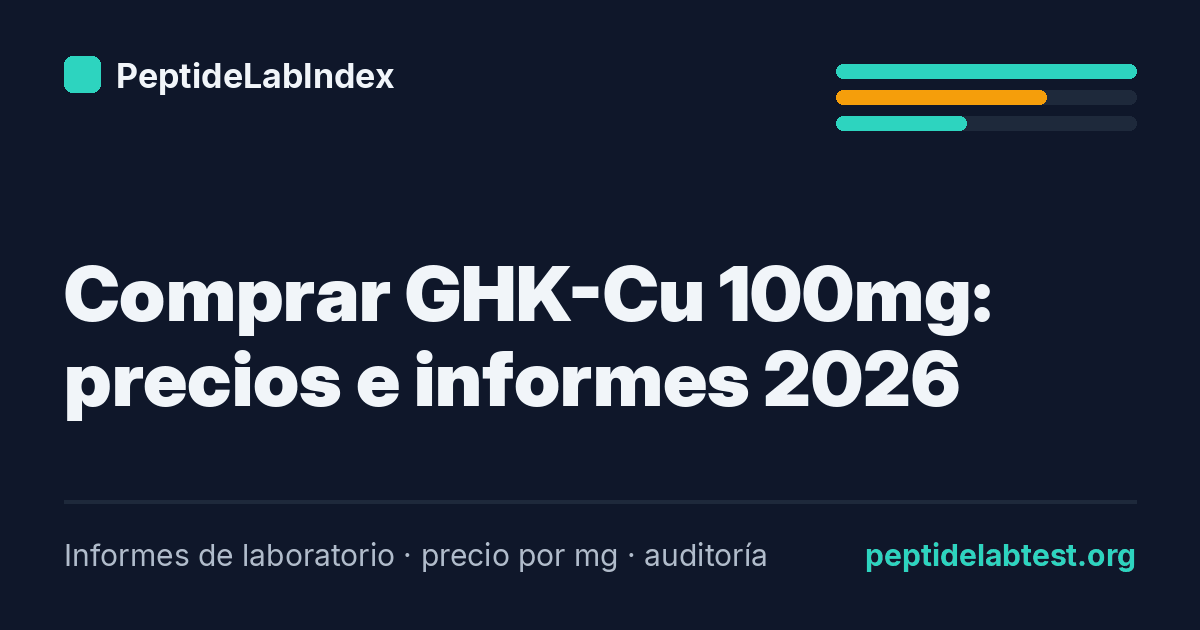 PeptideLabIndex
Comprar GHK-Cu 100mg:
precios e informes 2026
Informes de laboratorio · precio por mg · auditoría
peptidelabtest.org